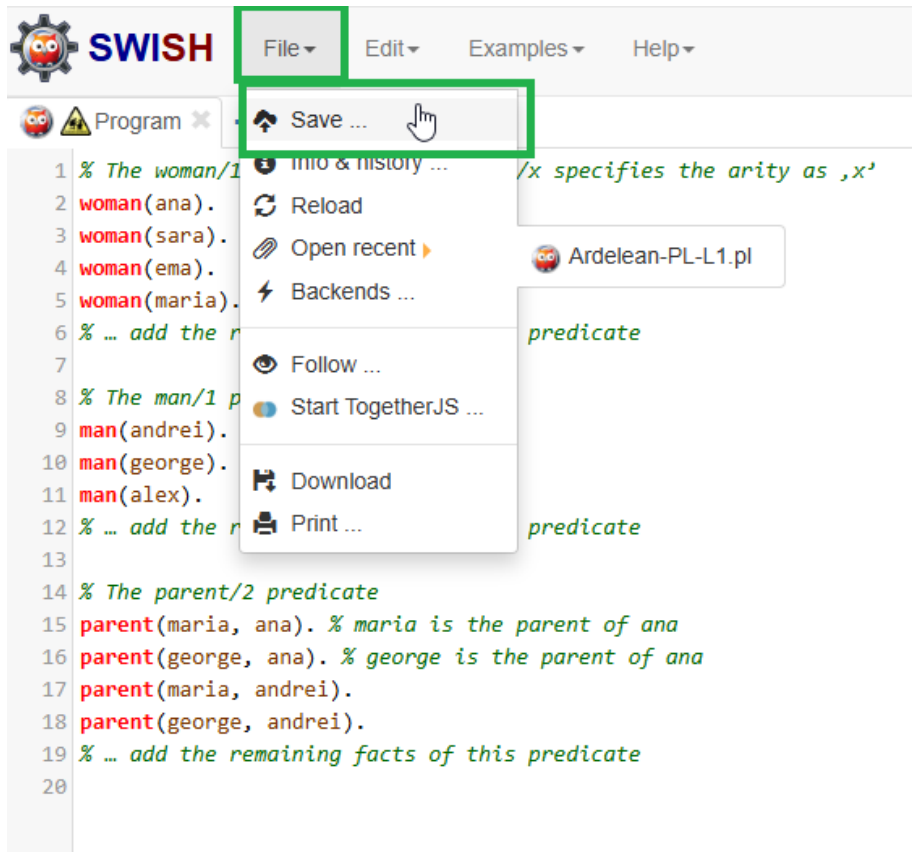 SWISH File Edit Examples Help
Program
Save ...
Info & history ...
Reload
Open recent
Ardelean-PL-L1.pl
Backends ...
Follow ...
Start TogetherJS ...
Download
Print ...
1 % The woman/1 /x specifies the arity as ‚x’
2 woman(ana).
3 woman(sara).
4 woman(ema).
5 woman(maria).
6 % … add the r predicate
7
8 % The man/1 p
9 man(andrei).
10 man(george).
11 man(alex).
12 % … add the r predicate
13
14 % The parent/2 predicate
15 parent(maria, ana). % maria is the parent of ana
16 parent(george, ana). % george is the parent of ana
17 parent(maria, andrei).
18 parent(george, andrei).
19 % … add the remaining facts of this predicate
20